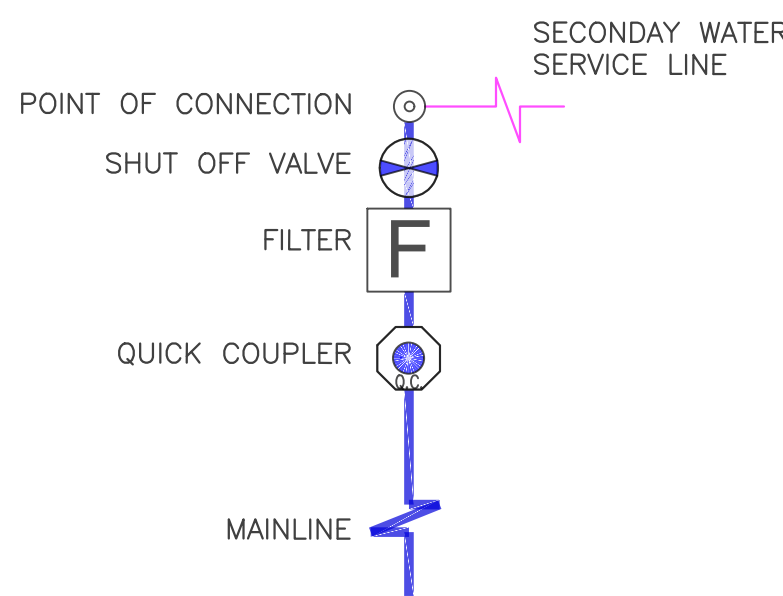 SECONDAY WATER
SERVICE LINE
POINT OF CONNECTION
SHUT OFF VALVE
FILTER
F
QUICK COUPLER
Q.C.
MAINLINE